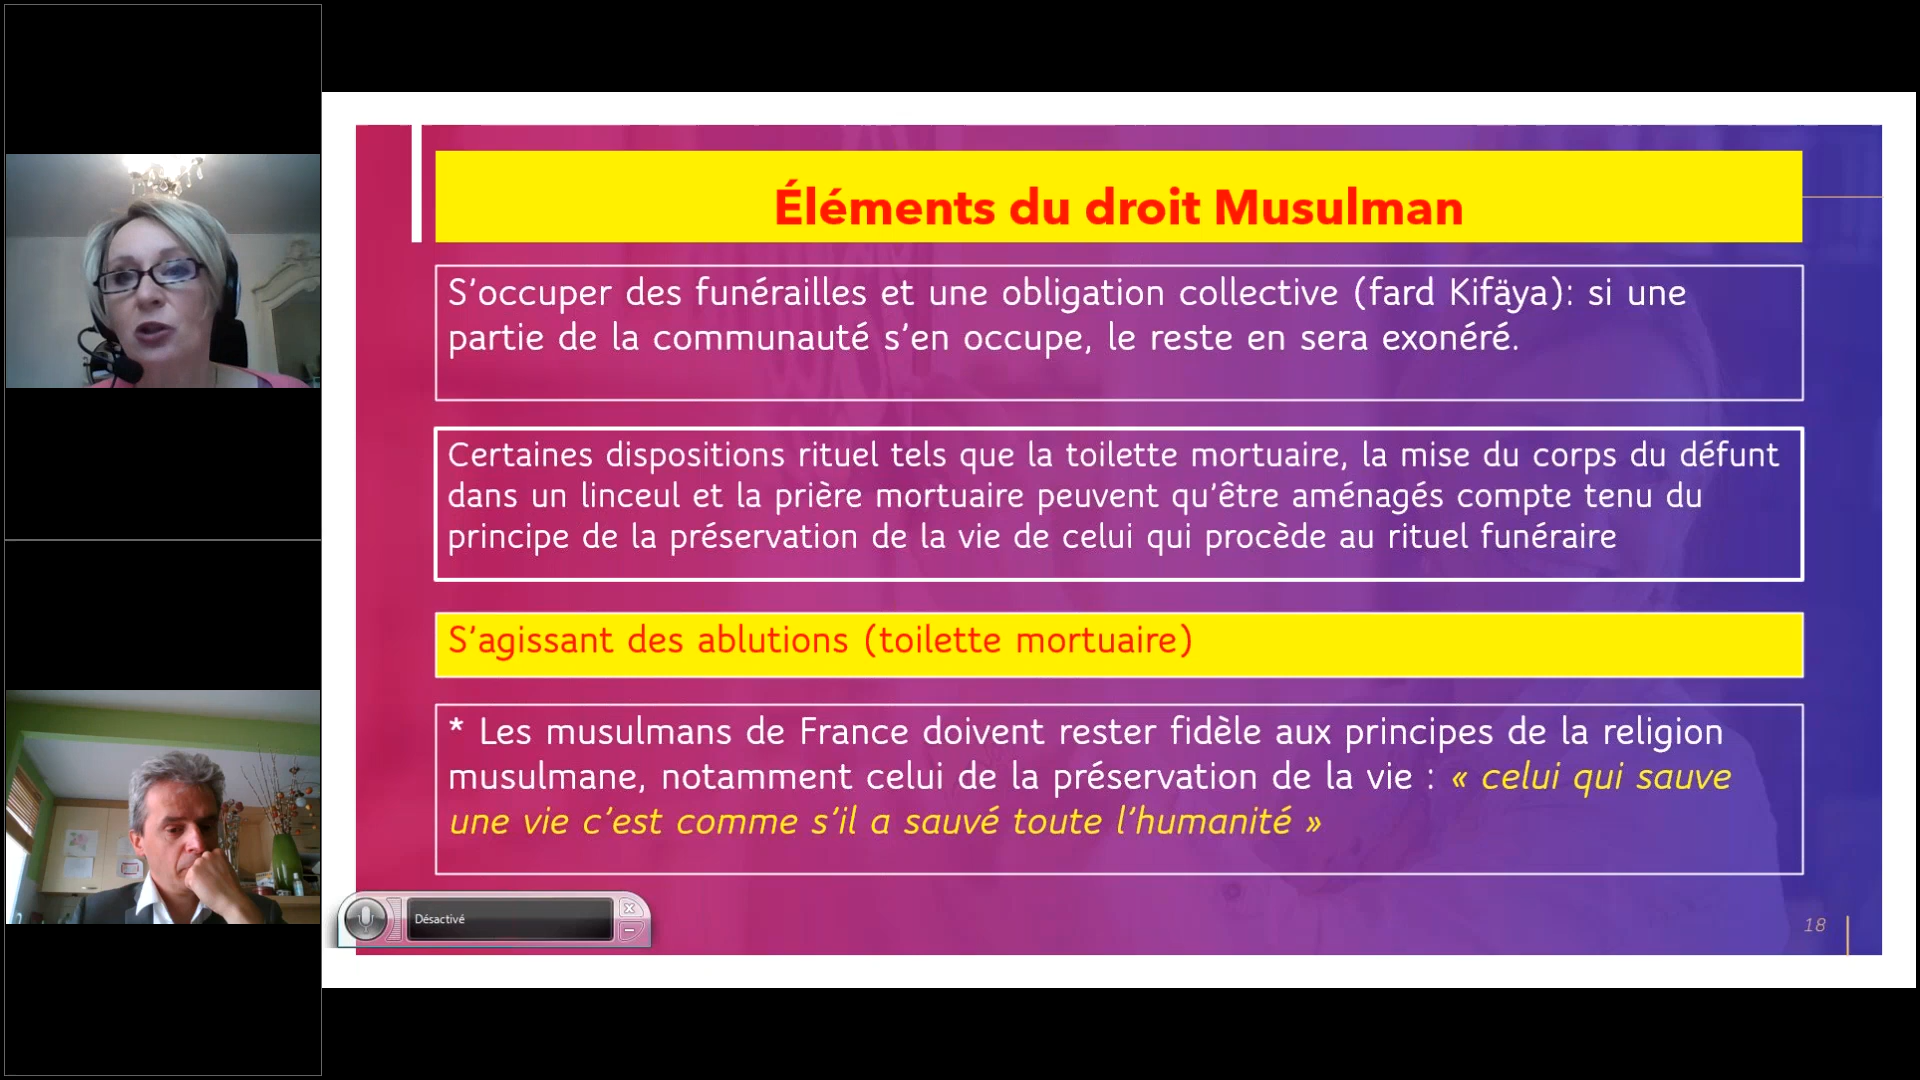 Éléments du droit Musulman
S’occuper des funérailles et une obligation collective (fard Kifäya): si une
partie de la communauté s’en occupe, le reste en sera exonéré.
Certaines dispositions rituel tels que la toilette mortuaire, la mise du corps du défunt
dans un linceul et la prière mortuaire peuvent qu’être aménagés compte tenu du
principe de la préservation de la vie de celui qui procède au rituel funéraire
S’agissant des ablutions (toilette mortuaire)
* Les musulmans de France doivent rester fidèle aux principes de la religion
musulmane, notamment celui de la préservation de la vie : « celui qui sauve
une vie c’est comme s’il a sauvé toute l’humanité »
Désactivé
18